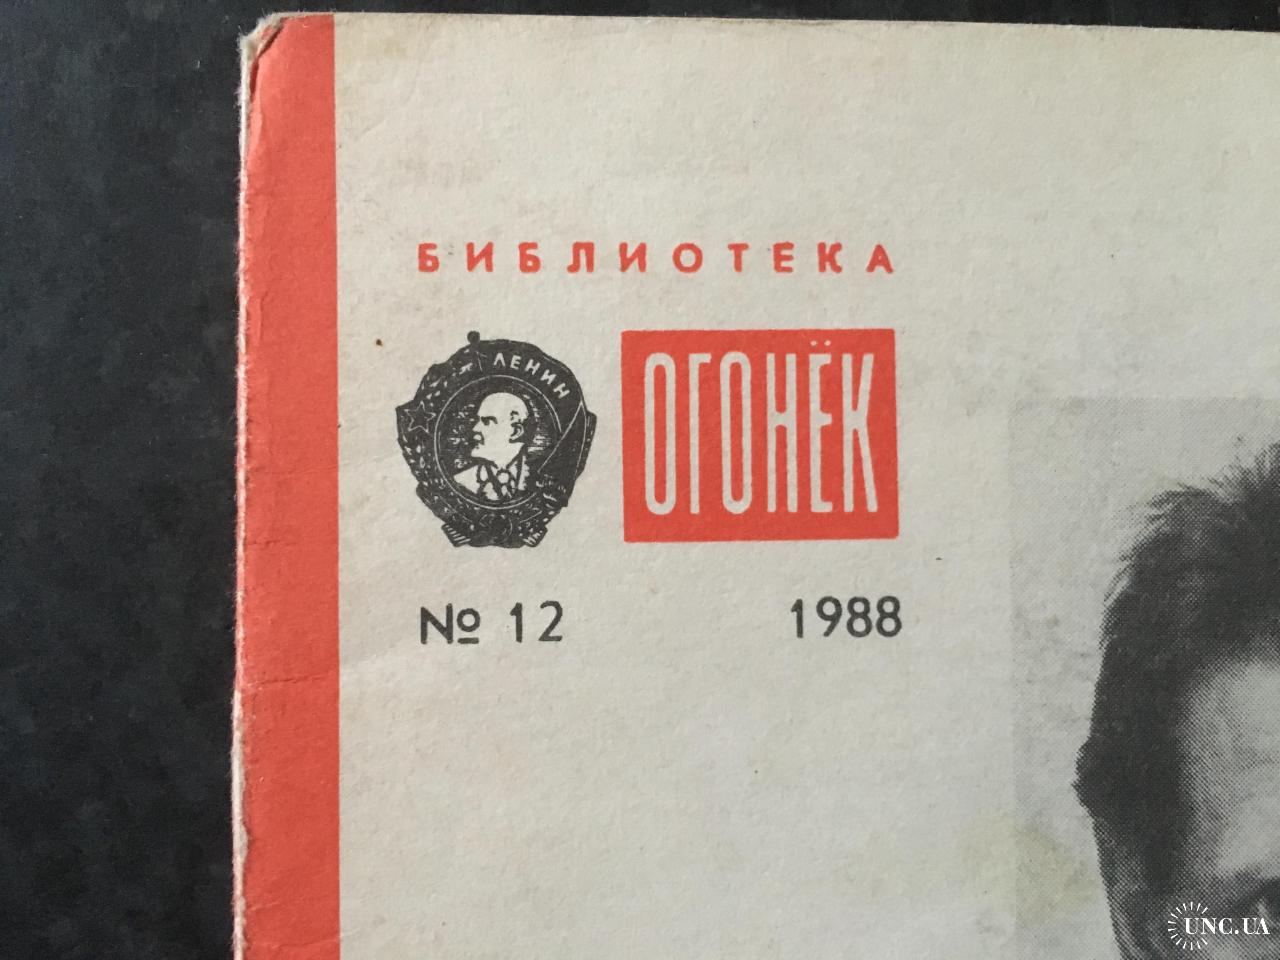 БИБЛИОТЕКА
ЛЕНИН
ОГОНЁК
№ 12 1988
UNC.UA